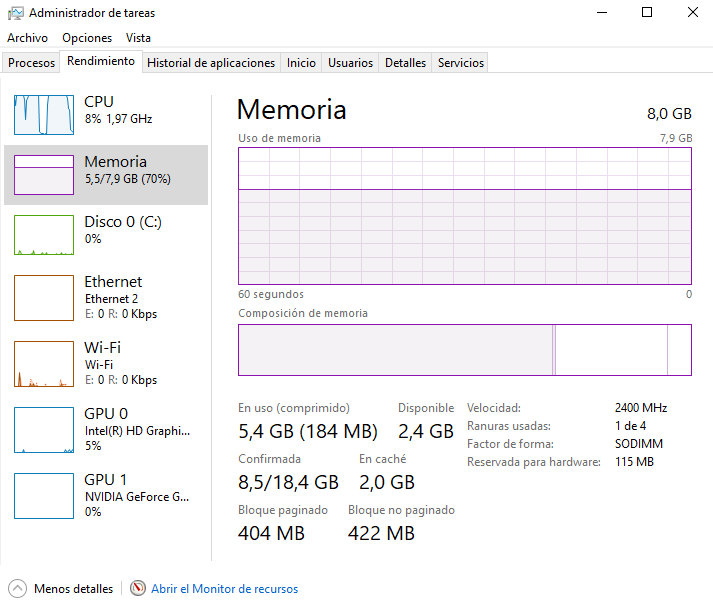 Administrador de tareas
Archivo Opciones Vista
Procesos Rendimiento Historial de aplicaciones Inicio Usuarios Detalles Servicios
CPU
8% 1,97 GHz
Memoria
5,5/7,9 GB (70%)
Disco 0 (C:)
0%
Ethernet
Ethernet 2
E: 0 R: 0 Kbps
Wi-Fi
Wi-Fi
E: 0 R: 0 Kbps
GPU 0
Intel(R) HD Graphi...
5%
GPU 1
NVIDIA GeForce G...
0%
Memoria 8,0 GB
Uso de memoria 7,9 GB
60 segundos 0
Composición de memoria
En uso (comprimido) Disponible
5,4 GB (184 MB) 2,4 GB
Confirmada En caché
8,5/18,4 GB 2,0 GB
Bloque paginado Bloque no paginado
404 MB 422 MB
Velocidad: 2400 MHz
Ranuras usadas: 1 de 4
Factor de forma: SODIMM
Reservada para hardware: 115 MB
Menos detalles Abrir el Monitor de recursos